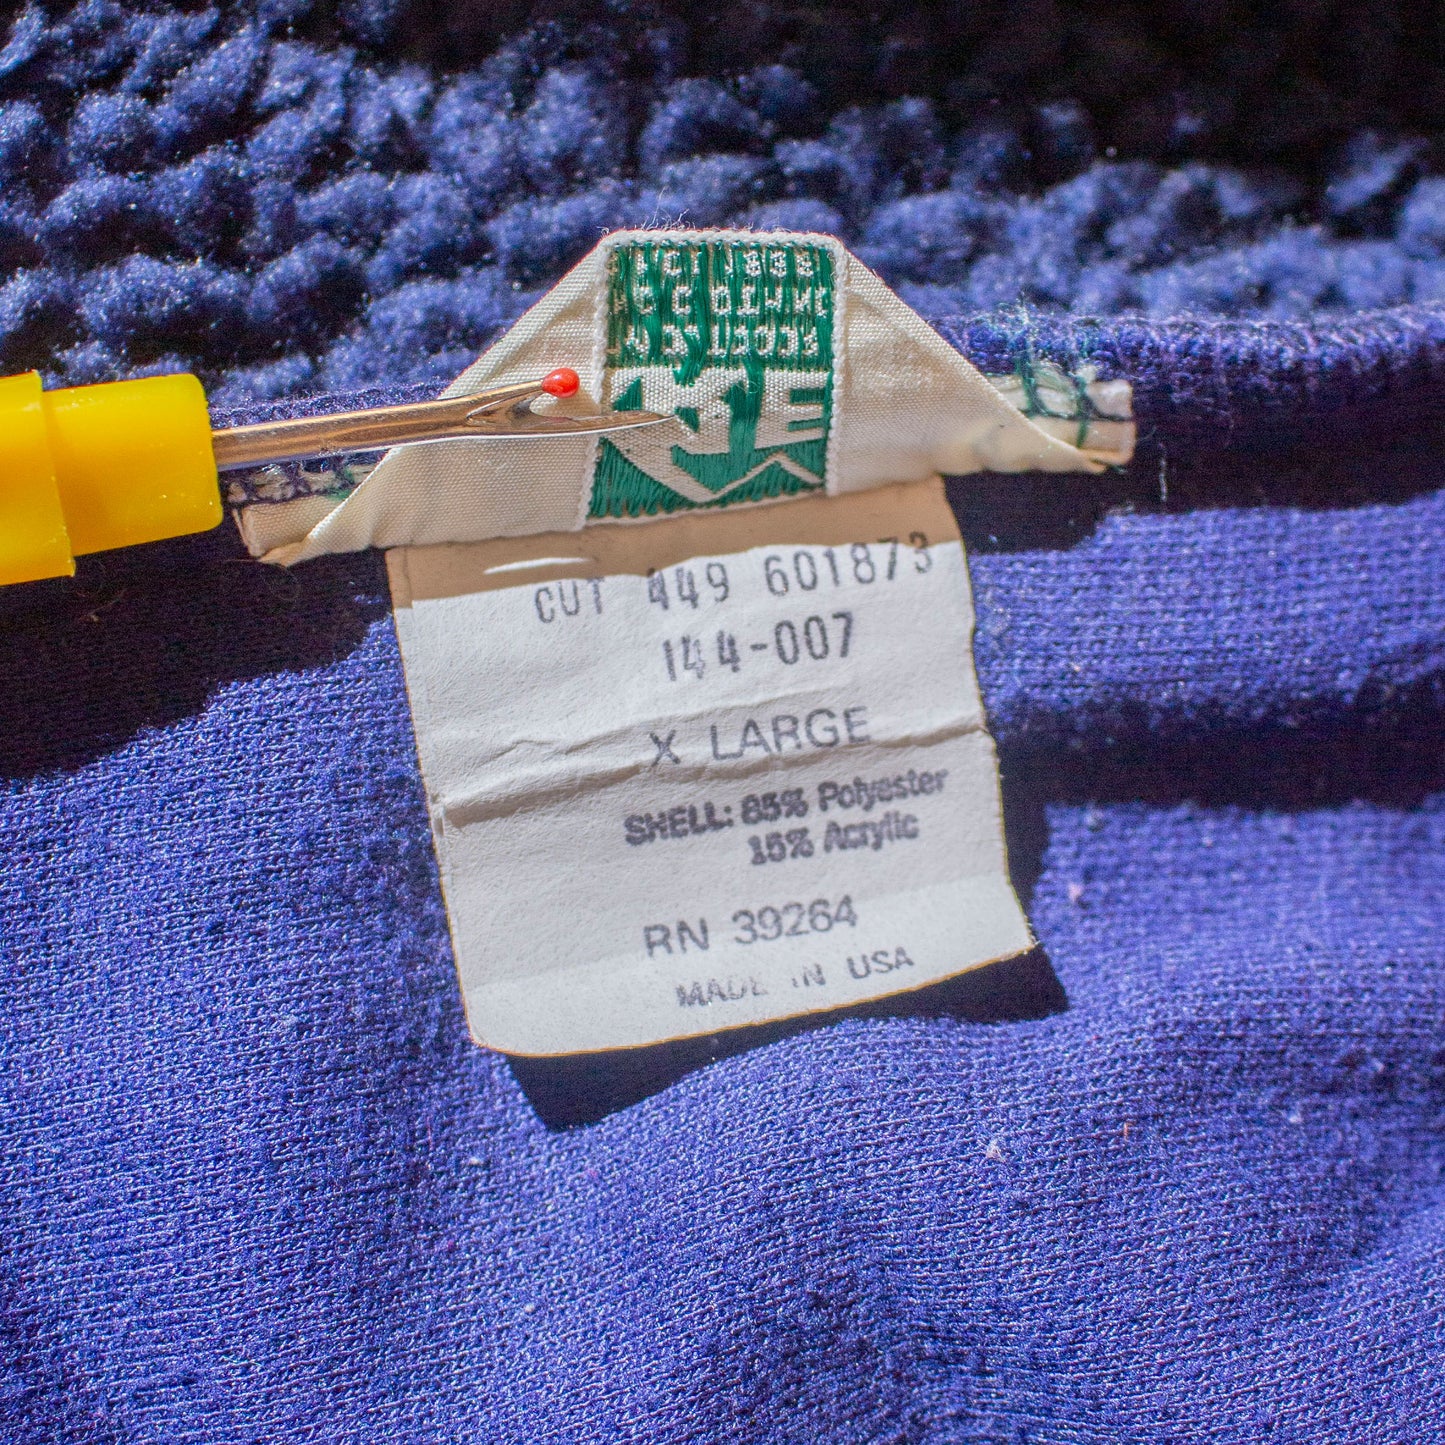 CUT 449 601873
144-007
X LARGE
SHELL: 85% Polyester
15% Acrylic
RN 39264
MADE IN USA